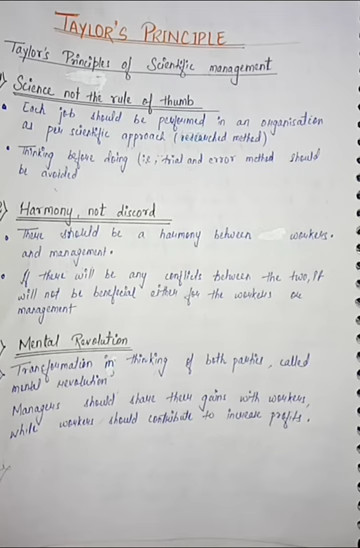 TAYLOR'S PRINCIPLE
Taylor's Principles of Scientific management
Science not the rule of thumb
• Each job should be performed in an organisation
as per scientific approach (researched method)
• Thinking before doing (i.e, trial and error method should
be avoided
Harmony, not discord
• There should be a harmony between workers.
and management.
• If there will be any conflicts between the two, It
will not be beneficial either for the workers or
management
Mental Revolution
Transformation in thinking of both parties, called
mental revolution
Managers should share their gains with workers,
while workers should contribute to increase profits.